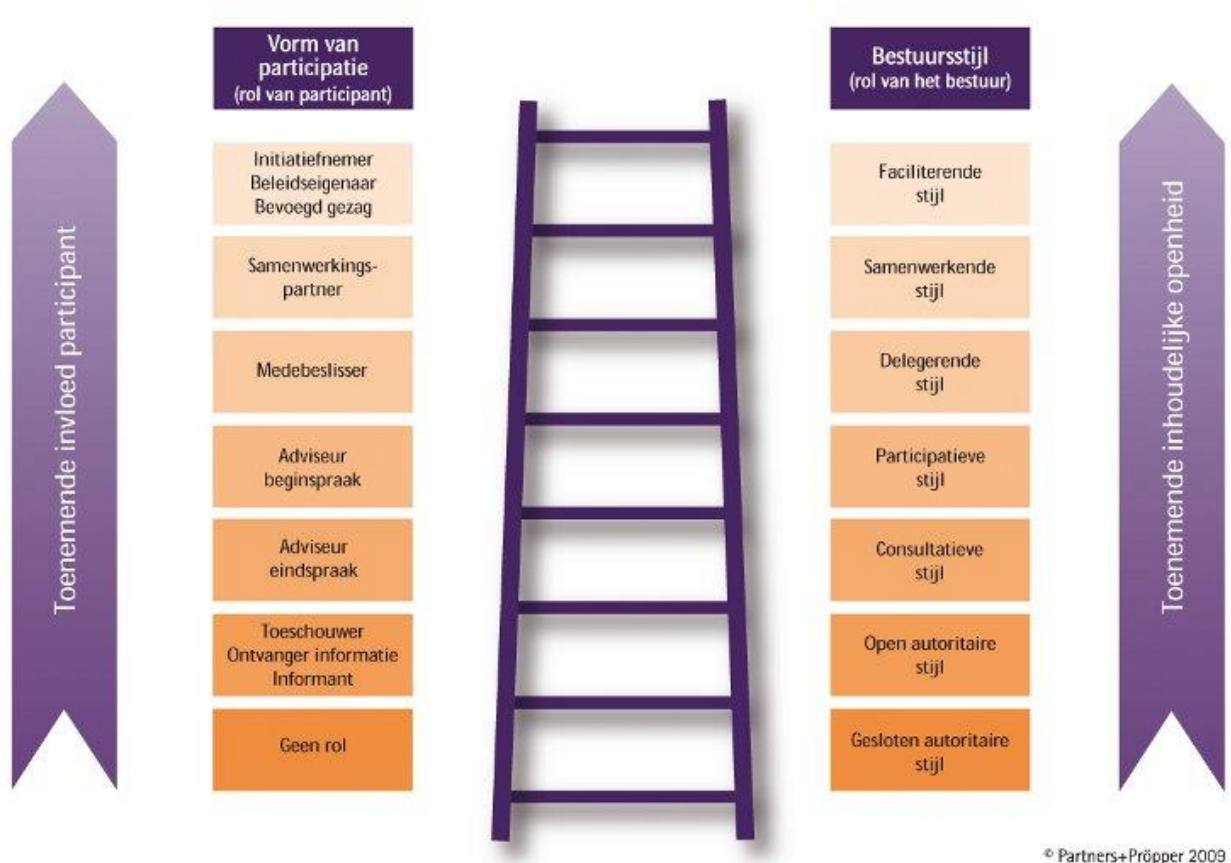 Vorm van
participatie
(rol van participant)
Bestuursstijl
(rol van het bestuur)
Toenemende invloed participant
Initiatiefnemer
Beleidseigenaar
Bevoegd gezag
Faciliterende
stijl
Samenwerkings-
partner
Samenwerkende
stijl
Medebeslisser
Delegerende
stijl
Adviseur
beginspraak
Participatieve
stijl
Adviseur
eindspraak
Consultatieve
stijl
Toeschouwer
Ontvanger informatie
Informant
Open autoritaire
stijl
Geen rol
Gesloten autoritaire
stijl
Toenemende inhoudelijke openheid
© Partners+Pröpper 2009